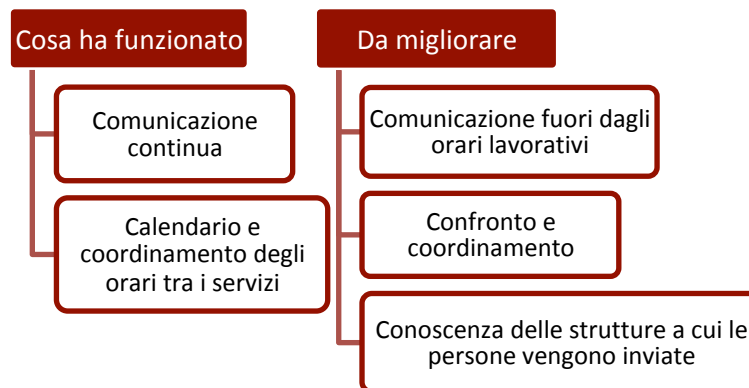 Cosa ha funzionato
Comunicazione
continua
Calendario e
coordinamento degli
orari tra i servizi
Da migliorare
Comunicazione fuori dagli
orari lavorativi
Confronto e
coordinamento
Conoscenza delle strutture a cui le
persone vengono inviate